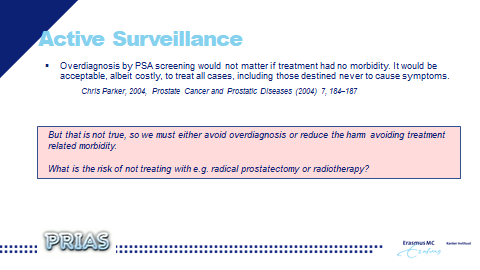 Active Surveillance
Overdiagnosis by PSA screening would not matter if treatment had no morbidity. It would be
acceptable, albeit costly, to treat all cases, including those destined never to cause symptoms.
Chris Parker, 2004, Prostate Cancer and Prostatic Diseases (2004) 7, 184–187
But that is not true, so we must either avoid overdiagnosis or reduce the harm avoiding treatment
related morbidity.
What is the risk of not treating with e.g. radical prostatectomy or radiotherapy?
PRIAS
Erasmus MC
Erasmus